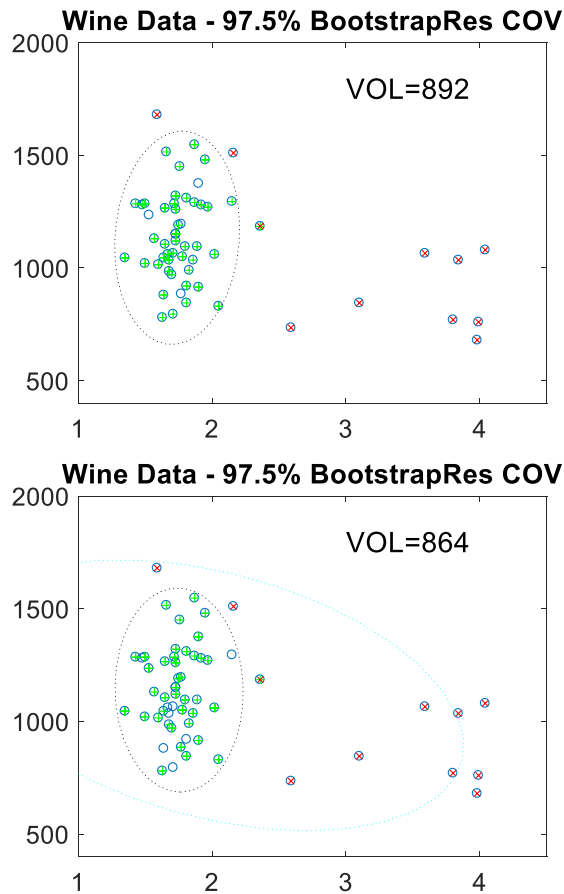 Wine Data - 97.5% BootstrapRes COV
2000
VOL=892
1500
1000
500
1 2 3 4
Wine Data - 97.5% BootstrapRes COV
2000
VOL=864
1500
1000
500
1 2 3 4